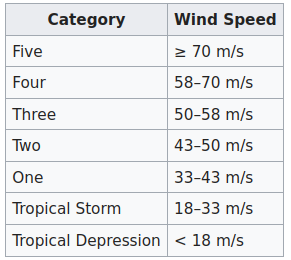 Category Wind Speed
Five ≥ 70 m/s
Four 58–70 m/s
Three 50–58 m/s
Two 43–50 m/s
One 33–43 m/s
Tropical Storm 18–33 m/s
Tropical Depression < 18 m/s